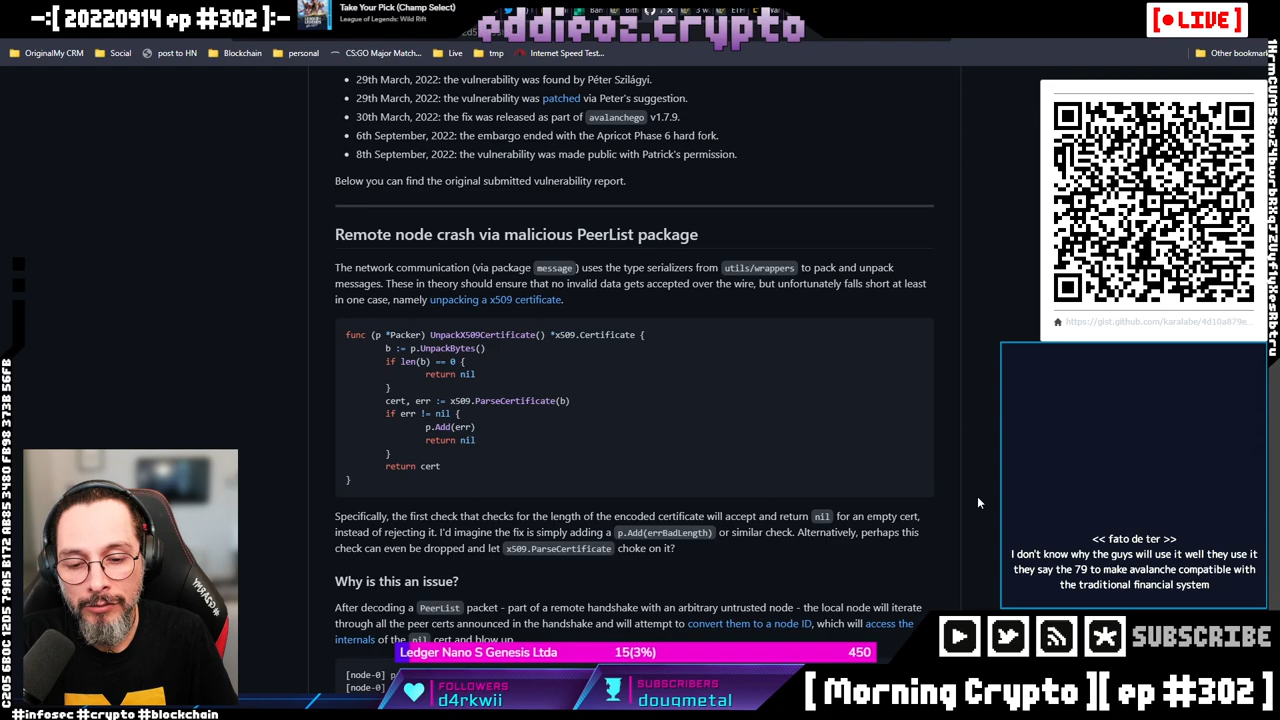 -:[ 20220914 ep #302 ]:-
Take Your Pick (Champ Select)
League of Legends: Wild Rift
eddieoz.crypto
[● LIVE]
OriginalMy CRM
Social
post to HN
Blockchain
personal
CS:GO Major Match...
Live
tmp
Internet Speed Test...
Other bookmar
29th March, 2022: the vulnerability was found by Péter Szilágyi.
29th March, 2022: the vulnerability was patched via Peter's suggestion.
30th March, 2022: the fix was released as part of avalanchego v1.7.9.
6th September, 2022: the embargo ended with the Apricot Phase 6 hard fork.
8th September, 2022: the vulnerability was made public with Patrick's permission.
Below you can find the original submitted vulnerability report.
Remote node crash via malicious PeerList package
The network communication (via package message) uses the type serializers from utils/wrappers to pack and unpack
messages. These in theory should ensure that no invalid data gets accepted over the wire, but unfortunately falls short at least
in one case, namely unpacking a x509 certificate.
func (p *Packer) UnpackX509Certificate() *x509.Certificate {
b := p.UnpackBytes()
if len(b) == 0 {
return nil
}
cert, err := x509.ParseCertificate(b)
if err != nil {
p.Add(err)
return nil
}
return cert
}
Specifically, the first check that checks for the length of the encoded certificate will accept and return nil for an empty cert,
instead of rejecting it. I'd imagine the fix is simply adding a p.Add(errBadLength) or similar check. Alternatively, perhaps this
check can even be dropped and let x509.ParseCertificate choke on it?
Why is this an issue?
After decoding a PeerList packet - part of a remote handshake with an arbitrary untrusted node - the local node will iterate
through all the peer certs announced in the handshake and will attempt to convert them to a node ID, which will access the
internals of the nil cert and blow up.
[node-0] p
[node-0]
https://gist.github.com/karalabe/4d10a879e...
<< fato de ter >>
I don't know why the guys will use it well they use it
they say the 79 to make avalanche compatible with
the traditional financial system
Ledger Nano S Genesis Ltda
15(3%)
450
FOLLOWERS
d4rkwii
SUBSCRIBERS
dougmetal
SUBSCRIBE
[ Morning Crypto ][ ep #302 ]
#infosec #crypto #blockchain